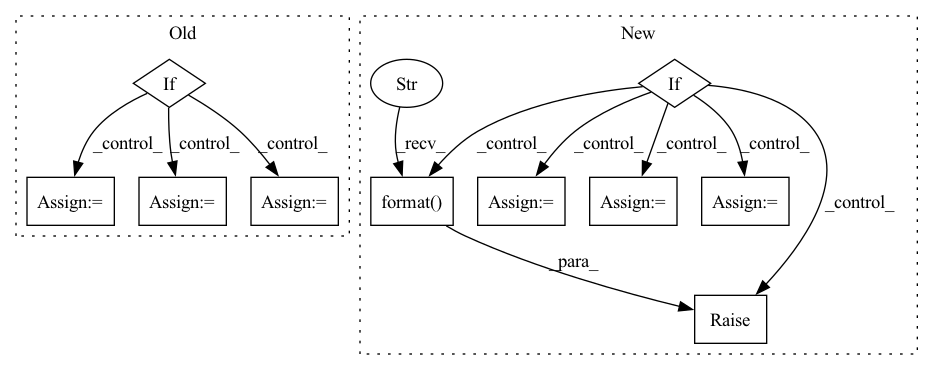 Old
New
If
Str
If
_control_
_control_
_control_
_recv_
_control_
_control_
_control_
_control_
_control_
Assign:=
Assign:=
Assign:=
format()
Assign:=
Assign:=
Assign:=
_para_
Raise